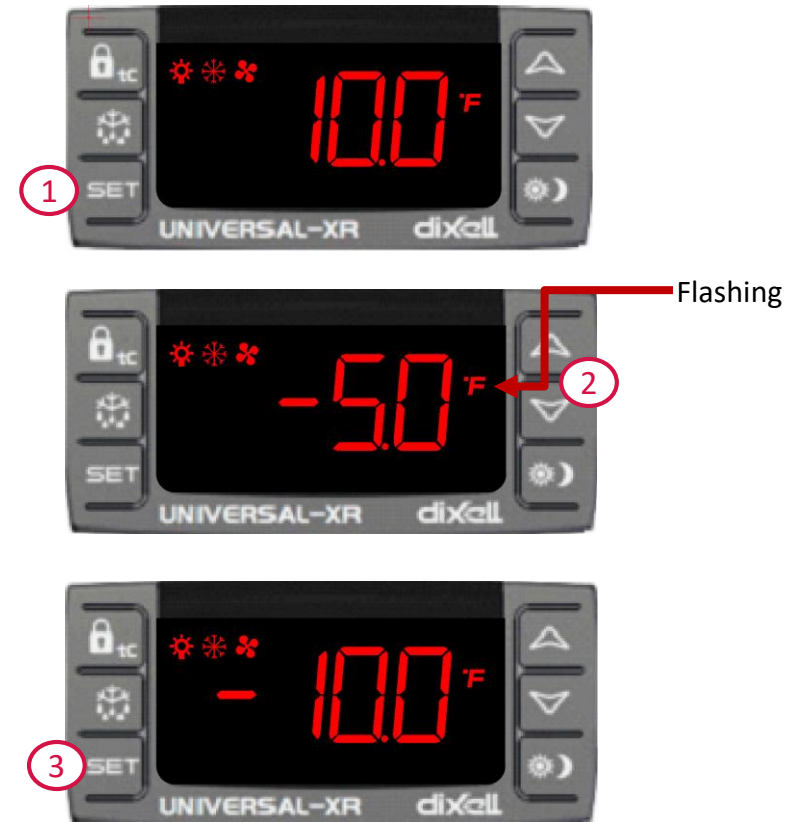 tC
10.0 °F
1
SET
UNIVERSAL-XR dixell
Flashing
tC
-5.0 °F
2
SET
UNIVERSAL-XR dixell
tC
- 10.0 °F
3
SET
UNIVERSAL-XR dixell